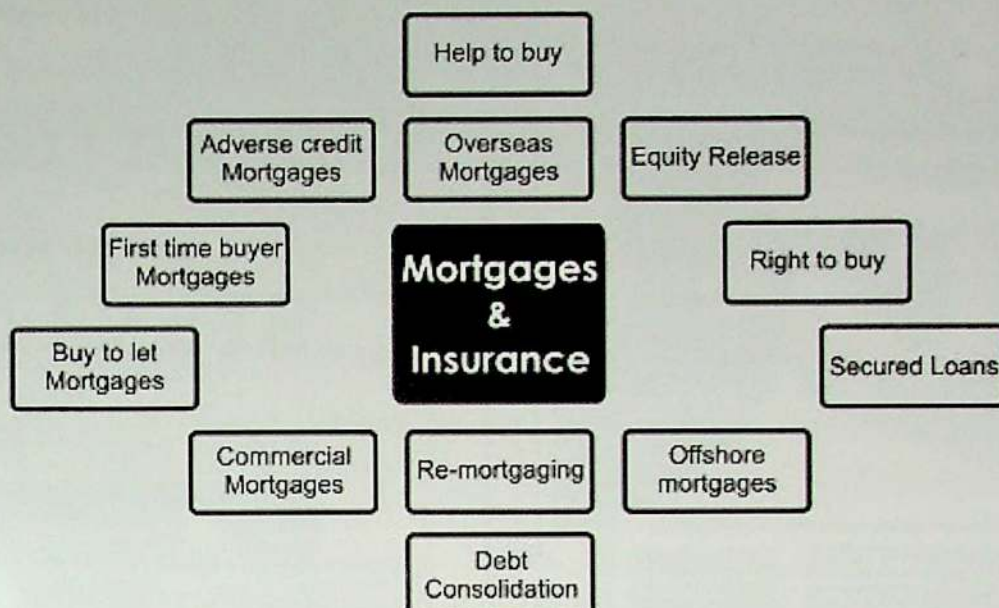 Help to buy
Adverse credit
Mortgages
Overseas
Mortgages
Equity Release
First time buyer
Mortgages
Mortgages
&
Insurance
Right to buy
Buy to let
Mortgages
Secured Loans
Commercial
Mortgages
Re-mortgaging
Offshore
mortgages
Debt
Consolidation